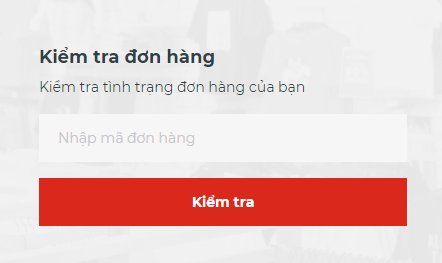 Kiểm tra đơn hàng
Kiểm tra tình trạng đơn hàng của bạn
Nhập mã đơn hàng
Kiểm tra